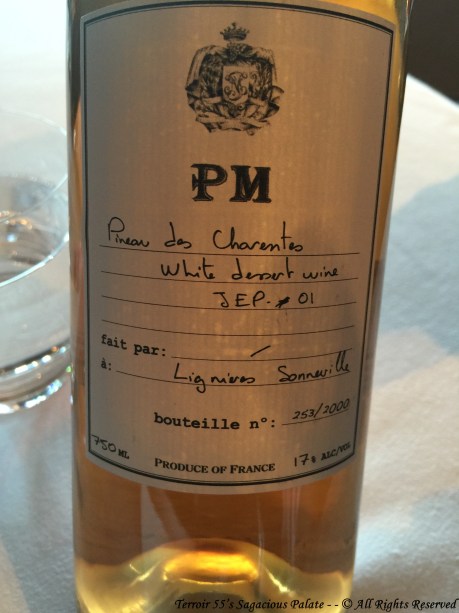 PM
Pineau des Charentes
White dessert wine
JEP. # 01
fait par:
à: Lignières Sonneville
bouteille n°: 253/2000
750 ML PRODUCE OF FRANCE 17% ALC/VOL
Terroir 55's Sagacious Palate - - © All Rights Reserved